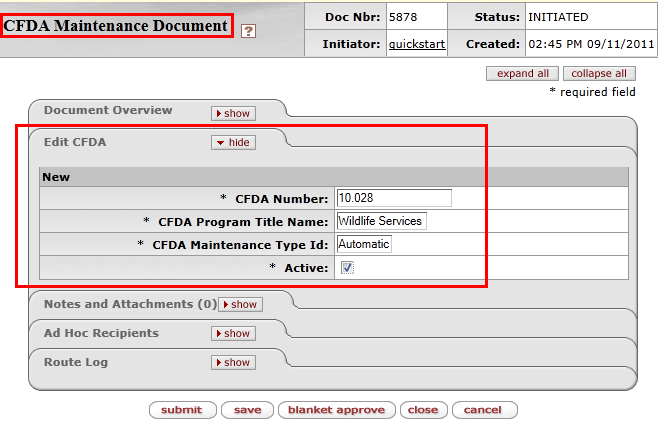 CFDA Maintenance Document ?
Doc Nbr: 5878 Status: INITIATED
Initiator: quickstart Created: 02:45 PM 09/11/2011
expand all collapse all
* required field
Document Overview show
Edit CFDA hide
New
* CFDA Number: 10.028
* CFDA Program Title Name: Wildlife Services
* CFDA Maintenance Type Id: Automatic
* Active:
Notes and Attachments (0) show
Ad Hoc Recipients show
Route Log show
submit save blanket approve close cancel